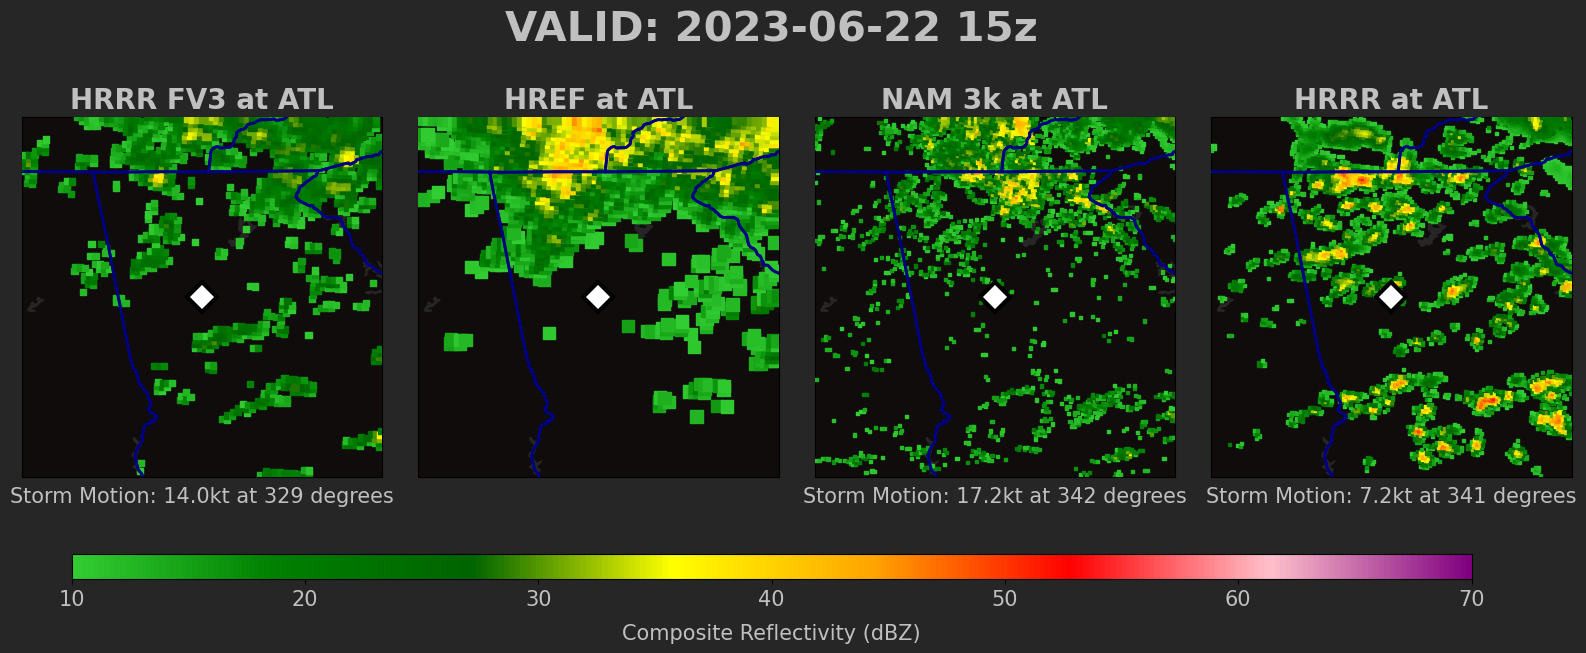 VALID: 2023-06-22 15z
HRRR FV3 at ATL
HREF at ATL
NAM 3k at ATL
HRRR at ATL
Storm Motion: 14.0kt at 329 degrees
Storm Motion: 17.2kt at 342 degrees
Storm Motion: 7.2kt at 341 degrees
10 20 30 40 50 60 70
Composite Reflectivity (dBZ)